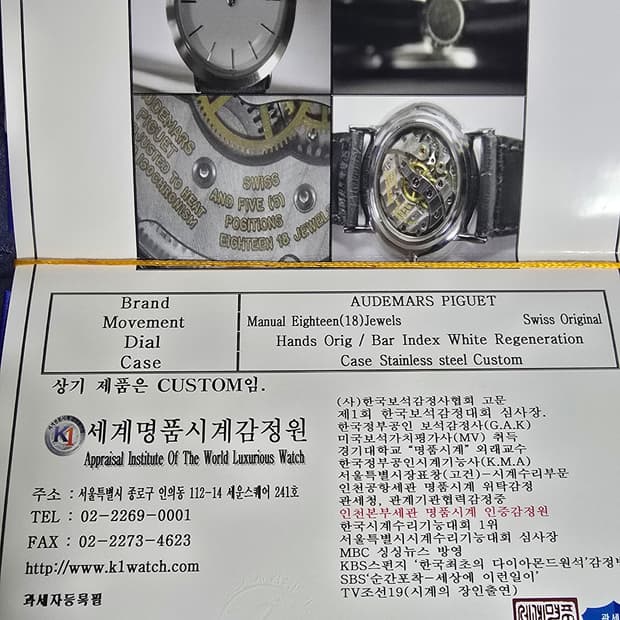 AUDEMARS
PIGUET
ADJUSTED TO HEAT
SWISS
AND FIVE (5)
POSITIONS
EIGHTEEN 18 JEWELS
Brand AUDEMARS PIGUET
Movement Manual Eighteen(18)Jewels Swiss Original
Dial Hands Orig / Bar Index White Regeneration
Case Case Stainless steel Custom
상기 제품은 CUSTOM임.
K1 세계명품시계감정원
Appraisal Institute Of The World Luxurious Watch
주소 : 서울특별시 종로구 인의동 112-14 세운스퀘어 241호
TEL : 02-2269-0001
FAX : 02-2273-4623
http://www.k1watch.com
과세자등록필
(사)한국보석감정사협회 고문
제1회 한국보석감정대회 심사장.
한국정부공인 보석감정사(G.A.K)
미국보석가치평가사(MV) 취득
경기대학교 "명품시계" 외래교수
한국정부공인시계기능사(K.M.A)
서울특별시장표창(고건)-시계수리부문
인천공항세관 명품시계 위탁감정
관세청, 관계기관협력감정중
인천본부세관 명품시계 인증감정원
한국시계수리기능대회 1위
서울특별시시계수리기능대회 심사장
MBC 싱싱뉴스 방영
KBS스펀지 '한국최초의 다이아몬드원석'감정
SBS'순간포착-세상에 이런일이'
TV조선19(시계의 장인출연)
세계명품